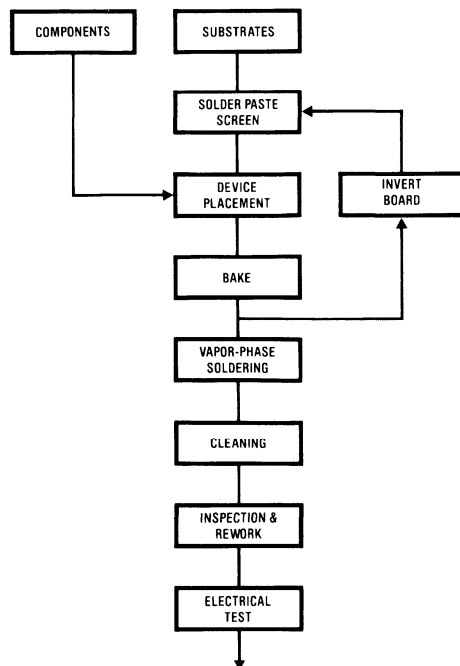 COMPONENTS
SUBSTRATES
SOLDER PASTE
SCREEN
DEVICE
PLACEMENT
INVERT
BOARD
BAKE
VAPOR-PHASE
SOLDERING
CLEANING
INSPECTION &
REWORK
ELECTRICAL
TEST